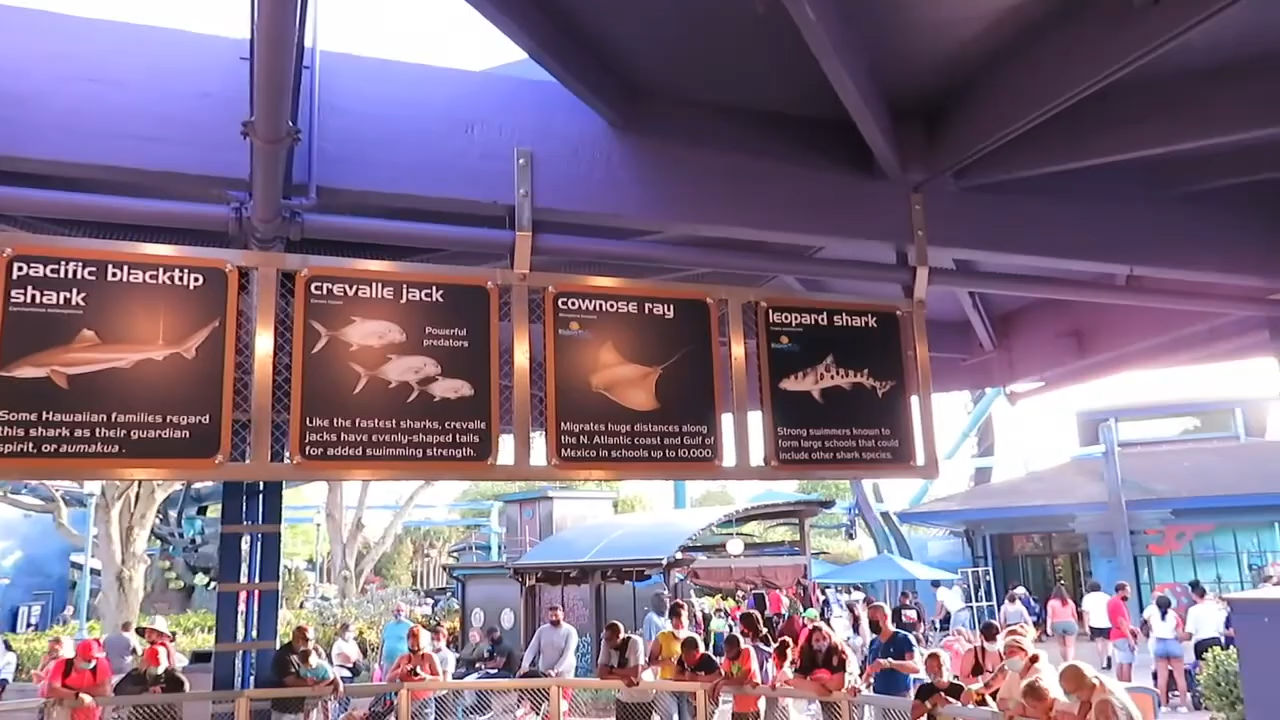 pacific blacktip
shark
Some Hawaiian families regard
this shark as their guardian
spirit, or aumakua .
crevalle jack
Powerful
predators
Like the fastest sharks, crevalle
jacks have evenly-shaped tails
for added swimming strength.
cownose ray
Migrates huge distances along
the N. Atlantic coast and Gulf of
Mexico in schools up to 10,000.
leopard shark
Strong swimmers known to
form large schools that could
include other shark species.